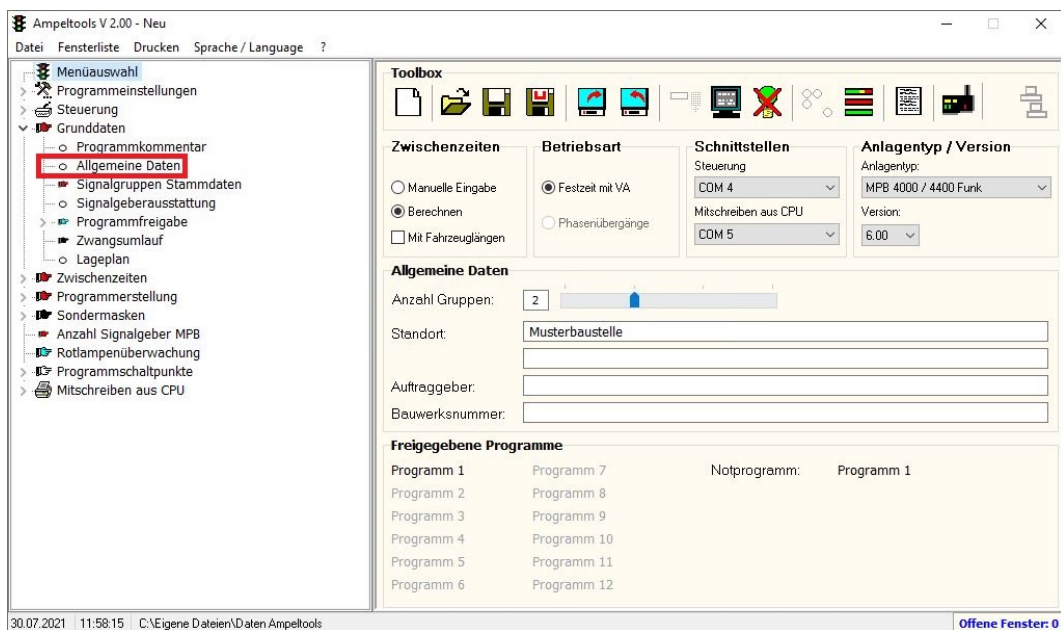 Ampeltools V 2.00 - Neu
Datei Fensterliste Drucken Sprache / Language ?
Menüauswahl
Programmeinstellungen
Steuerung
Grunddaten
Programmkommentar
Allgemeine Daten
Signalgruppen Stammdaten
Signalgeberausstattung
Programmfreigabe
Zwangsumlauf
Lageplan
Zwischenzeiten
Programmerstellung
Sondermasken
Anzahl Signalgeber MPB
Rotlampenüberwachung
Programmschaltpunkte
Mitschreiben aus CPU
Toolbox
Zwischenzeiten
Manuelle Eingabe
Berechnen
Mit Fahrzeuglängen
Betriebsart
Festzeit mit VA
Phasenübergänge
Schnittstellen
Steuerung
COM 4
Mitschreiben aus CPU
COM 5
Anlagentyp / Version
Anlagentyp:
MPB 4000 / 4400 Funk
Version:
6.00
Allgemeine Daten
Anzahl Gruppen: 2
Standort: Musterbaustelle
Auftraggeber:
Bauwerksnummer:
Freigegebene Programme
Programm 1 Programm 7 Notprogramm: Programm 1
Programm 2 Programm 8
Programm 3 Programm 9
Programm 4 Programm 10
Programm 5 Programm 11
Programm 6 Programm 12
30.07.2021 11:58:15 C:\Eigene Dateien\Daten Ampeltools Offene Fenster: 0